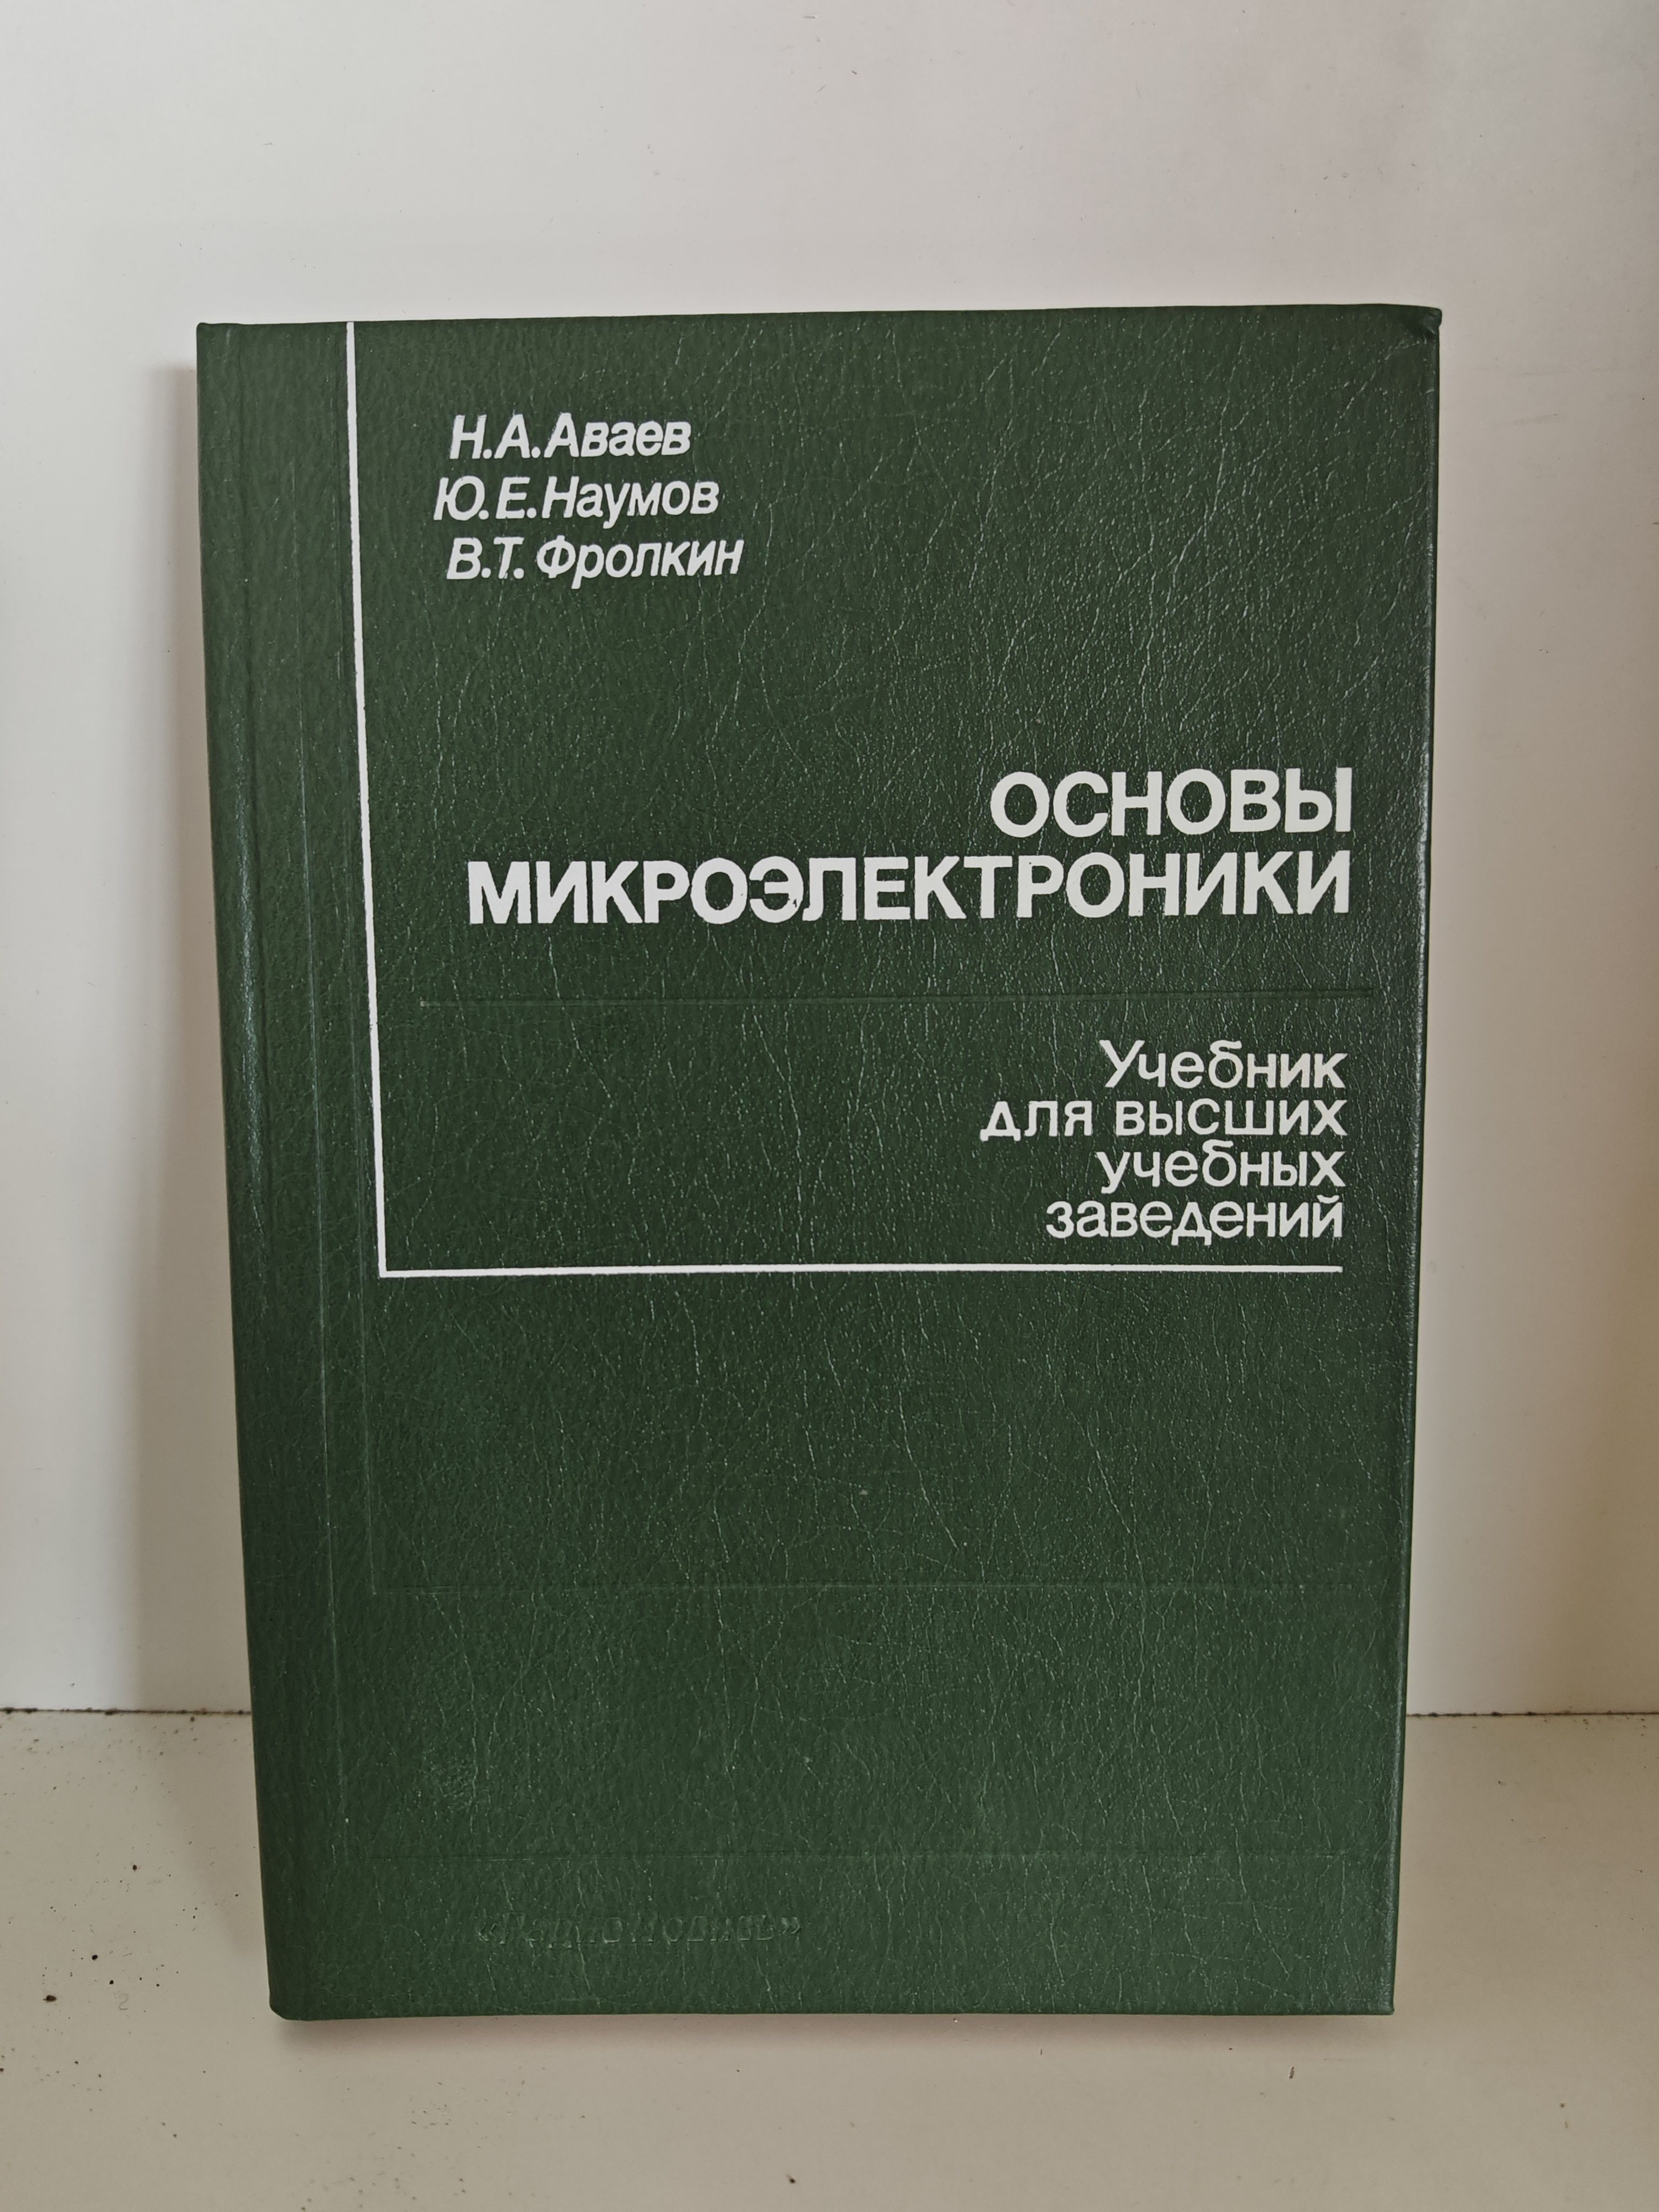 Н.А.Аваев
Ю.Е.Наумов
В.Т.Фролкин
ОСНОВЫ
МИКРОЭЛЕКТРОНИКИ
Учебник
для высших
учебных
заведений